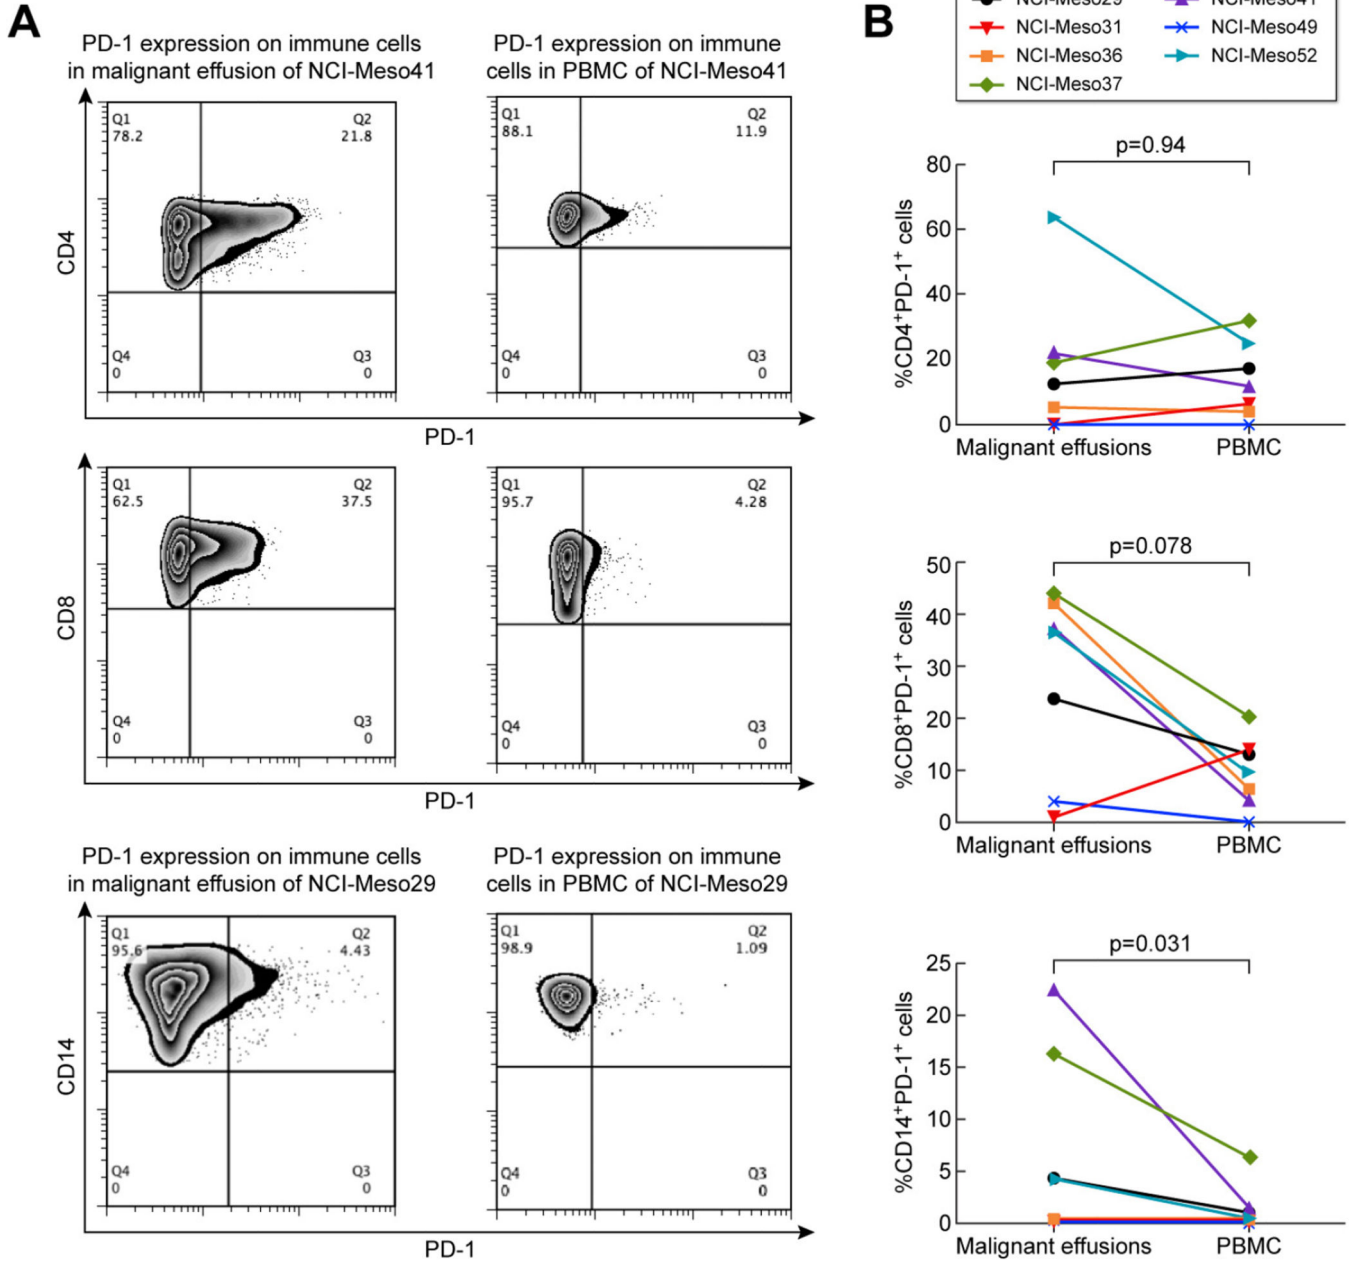 A
PD-1 expression on immune cells
in malignant effusion of NCI-Meso41
PD-1 expression on immune
cells in PBMC of NCI-Meso41
Q1
78.2
Q2
21.8
Q4
0
Q3
0
CD4
Q1
88.1
Q2
11.9
Q4
0
Q3
0
PD-1
Q1
62.5
Q2
37.5
Q4
0
Q3
0
CD8
Q1
95.7
Q2
4.28
Q4
0
Q3
0
PD-1
PD-1 expression on immune cells
in malignant effusion of NCI-Meso29
PD-1 expression on immune
cells in PBMC of NCI-Meso29
Q1
95.6
Q2
4.43
Q4
0
Q3
0
CD14
Q1
98.9
Q2
1.09
Q4
0
Q3
0
PD-1
B
NCI-Meso29
NCI-Meso31
NCI-Meso36
NCI-Meso37
NCI-Meso41
NCI-Meso49
NCI-Meso52
p=0.94
%CD4⁺PD-1⁺ cells
80
60
40
20
0
Malignant effusions
PBMC
p=0.078
%CD8⁺PD-1⁺ cells
50
40
30
20
10
0
Malignant effusions
PBMC
p=0.031
%CD14⁺PD-1⁺ cells
25
20
15
10
5
0
Malignant effusions
PBMC